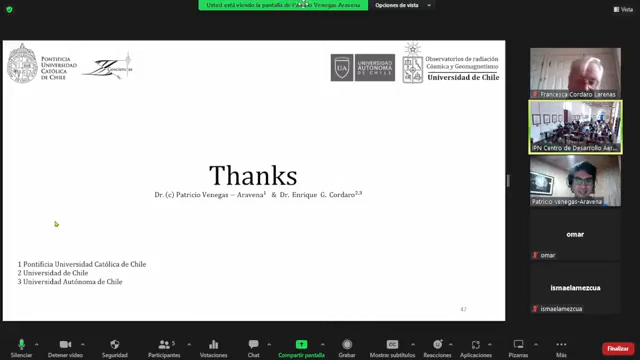 Usted está viendo la pantalla de Patricio Venegas Aravena
Opciones de vista
Vista
PONTIFICIA
UNIVERSIDAD
CATÓLICA
DE CHILE
Conciencias
UA
UNIVERSIDAD
AUTÓNOMA
DE CHILE
Observatorios de radiación
Cósmica y Geomagnetismo
Universidad de Chile
Thanks
Dr. (c) Patricio Venegas – Aravena¹ & Dr. Enrique G. Cordaro²,³
1 Pontificia Universidad Católica de Chile
2 Universidad de Chile
3 Universidad Autónoma de Chile
47
Francesca Cordaro Larenas
IPN Centro de Desarrollo Aer...
Patricio Venegas-Aravena
omar
omar
ismaelamezcua
ismaelamezcua
Silenciar
Detener video
Seguridad
5
Participantes
Votaciones
Chat
Compartir pantalla
Grabar
CC
Mostrar subtítulos
Reacciones
Aplicaciones
Pizarras
Más
Finalizar